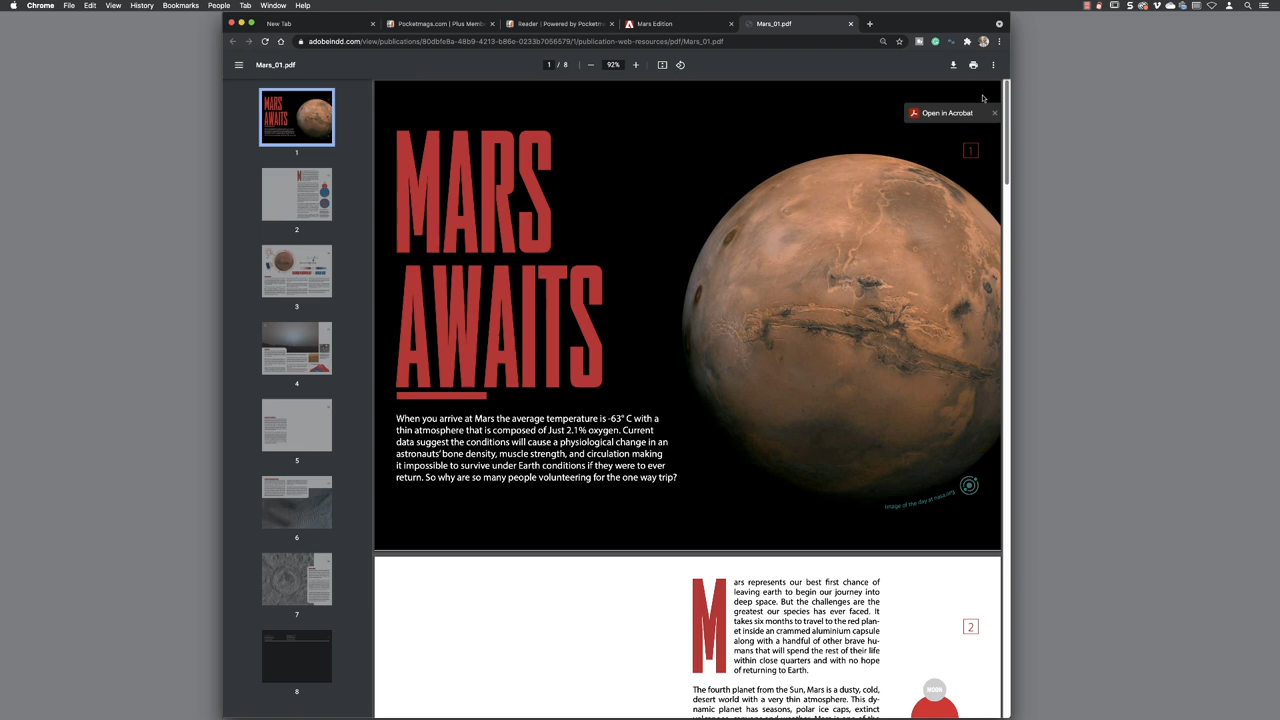 Chrome File Edit View History Bookmarks People Tab Window Help
New Tab
Pocketmags.com | Plus Memb
Reader | Powered by Pocketm
Mars Edition
Mars_01.pdf
adobeindd.com/view/publications/80dbfe8a-48b9-4213-b86e-0233b7056579/1/publication-web-resources/pdf/Mars_01.pdf
Mars_01.pdf
1 / 8
92%
Open in Acrobat
1
2
3
4
5
6
7
8
1
MARS
AWAITS
When you arrive at Mars the average temperature is -63° C with a
thin atmosphere that is composed of Just 2.1% oxygen. Current
data suggest the conditions will cause a physiological change in an
astronauts' bone density, muscle strength, and circulation making
it impossible to survive under Earth conditions if they were to ever
return. So why are so many people volunteering for the one way trip?
Image of the day at nasa.org
Mars represents our best first chance of
leaving earth to begin our journey into
deep space. But the challenges are the
greatest our species has ever faced. It
takes six months to travel to the red plan-
et inside an crammed aluminium capsule
along with a handful of other brave hu-
mans that will spend the rest of their life
within close quarters and with no hope
of returning to Earth.
2
The fourth planet from the Sun, Mars is a dusty, cold,
desert world with a very thin atmosphere. This dy-
namic planet has seasons, polar ice caps, extinct
MOON